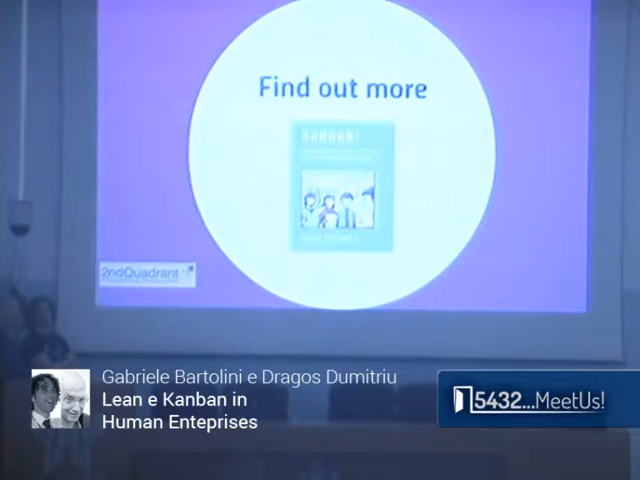 Find out more
KANBAN
2ndQuadrant
Gabriele Bartolini e Dragos Dumitriu
Lean e Kanban in
Human Enteprises
5432...MeetUs!